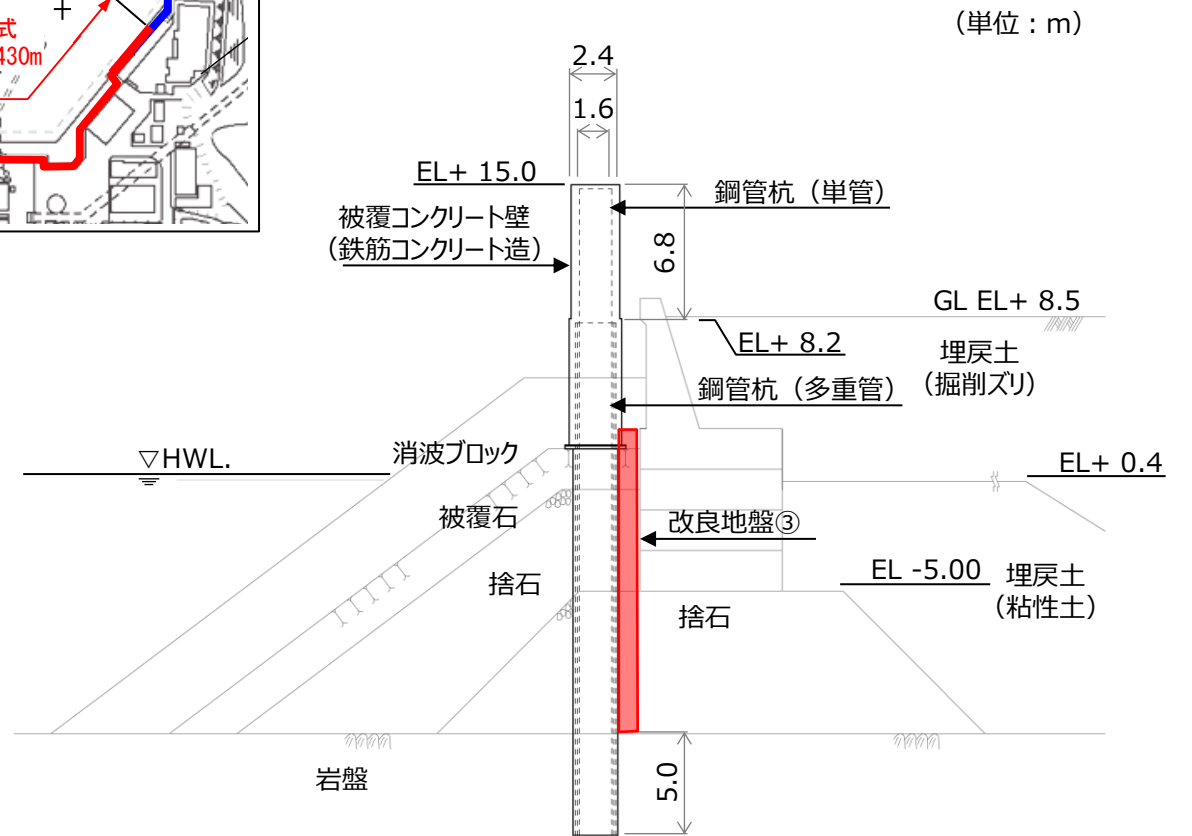 式
430m
（単位：m）
2.4
1.6
EL+ 15.0
鋼管杭（単管）
被覆コンクリート壁
（鉄筋コンクリート造）
6.8
GL EL+ 8.5
EL+ 8.2
埋戻土
（掘削ズリ）
鋼管杭（多重管）
▽HWL.
消波ブロック
EL+ 0.4
被覆石
改良地盤③
捨石
EL -5.00
埋戻土
（粘性土）
捨石
岩盤
5.0